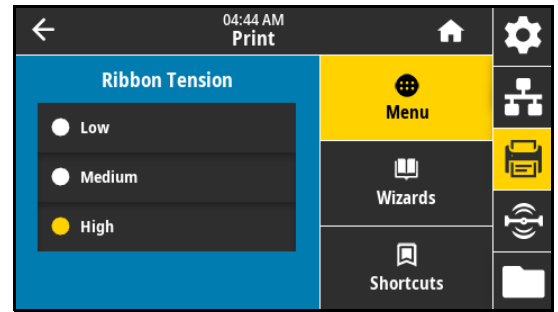 04:44 AM
Print
Ribbon Tension
Low
Medium
High
Menu
Wizards
Shortcuts